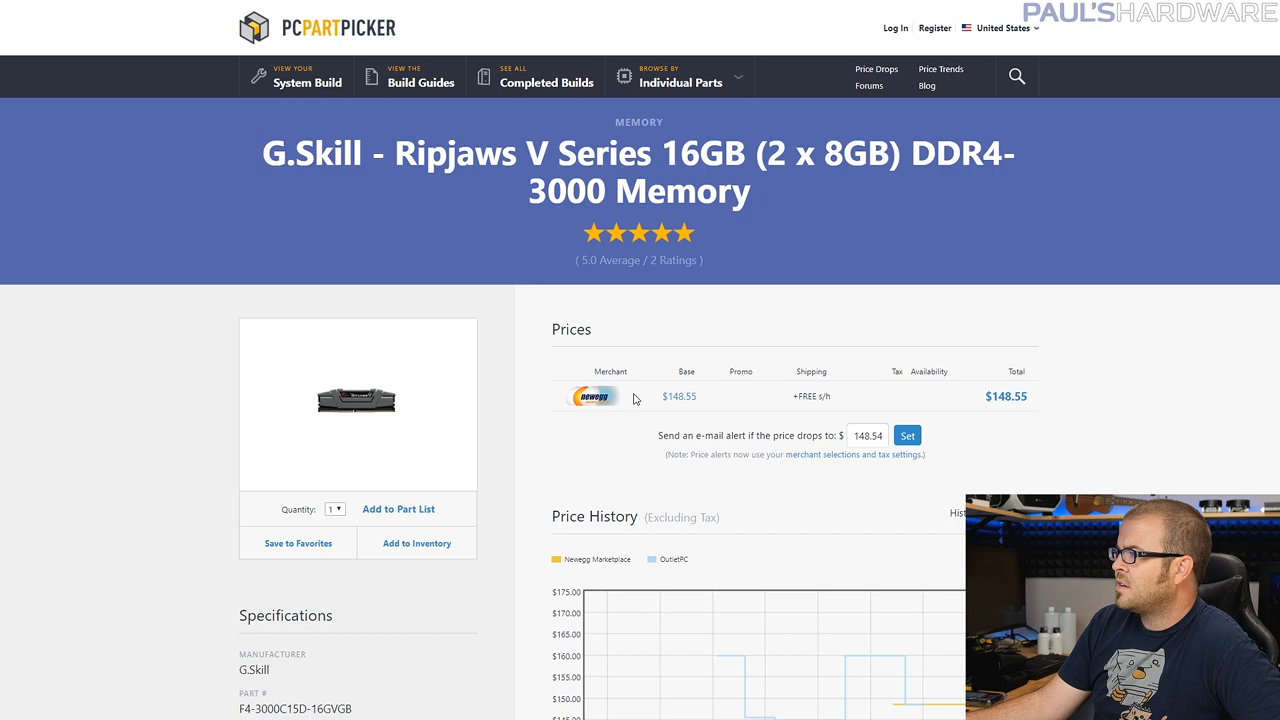 PAUL'SHARDWARE
PCPARTPICKER
Log In Register United States
VIEW YOUR
System Build
VIEW THE
Build Guides
SEE ALL
Completed Builds
BROWSE BY
Individual Parts
Price Drops Price Trends
Forums Blog
MEMORY
G.Skill - Ripjaws V Series 16GB (2 x 8GB) DDR4-
3000 Memory
( 5.0 Average / 2 Ratings )
Prices
Merchant Base Promo Shipping Tax Availability Total
newegg $148.55 +FREE s/h $148.55
Send an e-mail alert if the price drops to: $ 148.54 Set
(Note: Price alerts now use your merchant selections and tax settings.)
Quantity: 1 Add to Part List
Save to Favorites Add to Inventory
Price History (Excluding Tax)
Newegg Marketplace OutletPC
$175.00
$170.00
$165.00
$160.00
$155.00
$150.00
Specifications
MANUFACTURER
G.Skill
PART #
F4-3000C15D-16GVGB